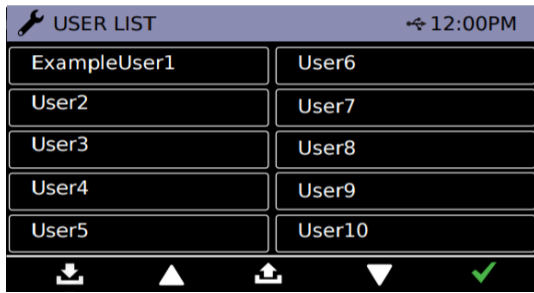 USER LIST
12:00PM
ExampleUser1
User2
User3
User4
User5
User6
User7
User8
User9
User10